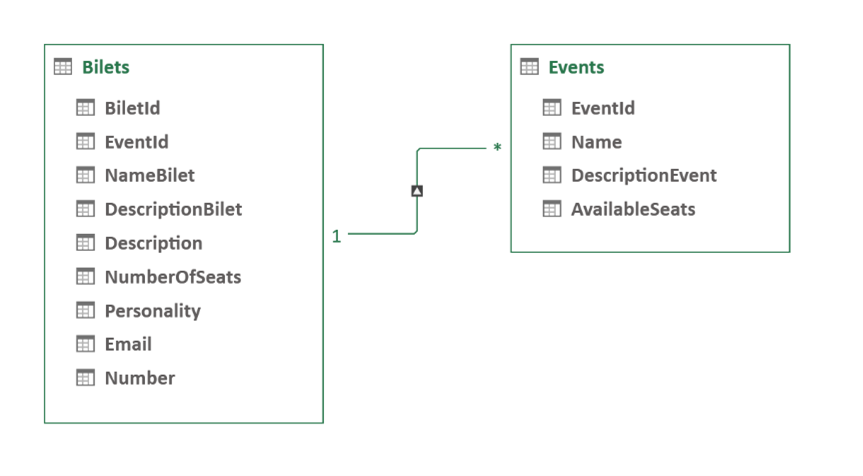 Bilets
BiletId
EventId
NameBilet
DescriptionBilet
Description
NumberOfSeats
Personality
Email
Number
1
*
Events
EventId
Name
DescriptionEvent
AvailableSeats